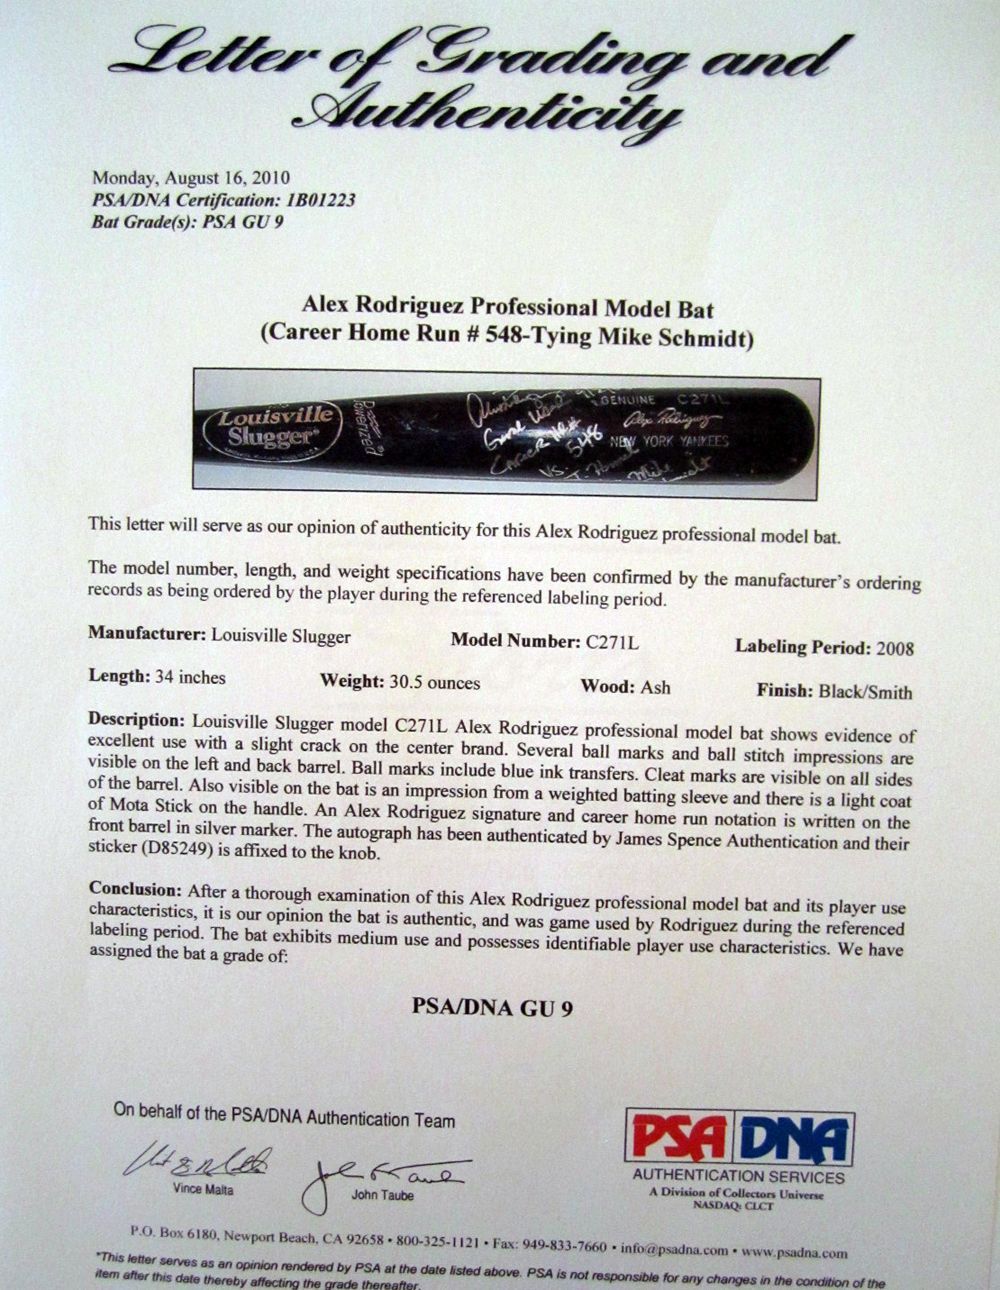 Letter of Grading and
Authenticity
Monday, August 16, 2010
PSA/DNA Certification: 1B01223
Bat Grade(s): PSA GU 9
Alex Rodriguez Professional Model Bat
(Career Home Run # 548-Tying Mike Schmidt)
Louisville
Slugger
Powerized
Game Used
Career HR
548
VS.
Mike
GENUINE C271L
Alex Rodriguez
NEW YORK YANKEES
This letter will serve as our opinion of authenticity for this Alex Rodriguez professional model bat.
The model number, length, and weight specifications have been confirmed by the manufacturer's ordering
records as being ordered by the player during the referenced labeling period.
Manufacturer: Louisville Slugger Model Number: C271L Labeling Period: 2008
Length: 34 inches Weight: 30.5 ounces Wood: Ash Finish: Black/Smith
Description: Louisville Slugger model C271L Alex Rodriguez professional model bat shows evidence of
excellent use with a slight crack on the center brand. Several ball marks and ball stitch impressions are
visible on the left and back barrel. Ball marks include blue ink transfers. Cleat marks are visible on all sides
of the barrel. Also visible on the bat is an impression from a weighted batting sleeve and there is a light coat
of Mota Stick on the handle. An Alex Rodriguez signature and career home run notation is written on the
front barrel in silver marker. The autograph has been authenticated by James Spence Authentication and their
sticker (D85249) is affixed to the knob.
Conclusion: After a thorough examination of this Alex Rodriguez professional model bat and its player use
characteristics, it is our opinion the bat is authentic, and was game used by Rodriguez during the referenced
labeling period. The bat exhibits medium use and possesses identifiable player use characteristics. We have
assigned the bat a grade of:
PSA/DNA GU 9
On behalf of the PSA/DNA Authentication Team
Vince Malta
John Taube
PSA DNA
AUTHENTICATION SERVICES
A Division of Collectors Universe
NASDAQ: CLCT
P.O. Box 6180, Newport Beach, CA 92658 • 800-325-1121 • Fax: 949-833-7660 • info@psadna.com • www.psadna.com
*This letter serves as an opinion rendered by PSA at the date listed above. PSA is not responsible for any changes in the condition of the
item after this date thereby affecting the grade thereafter.